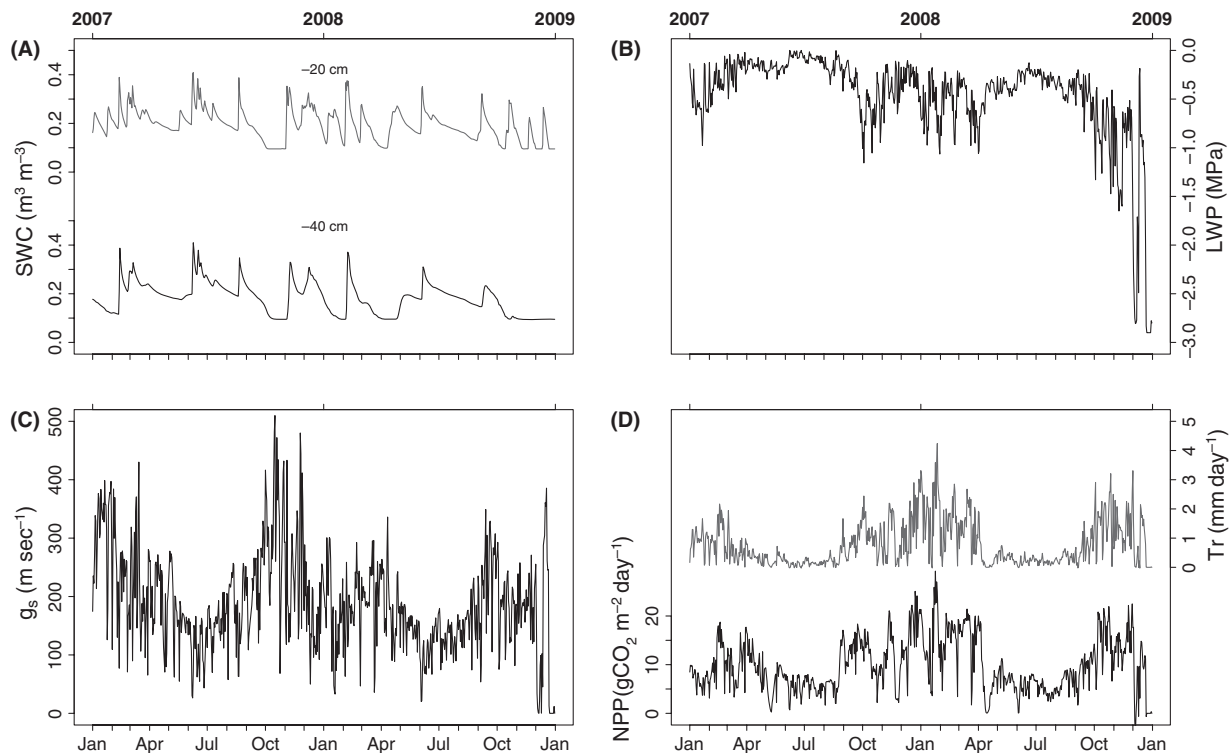 2007 2008 2009
2007 2008 2009
(A)
−20 cm
−40 cm
SWC (m³ m⁻³)
0.0 0.2 0.4
0.0 0.2 0.4
(B)
0.0 −0.5 −1.0 −1.5 −2.0 −2.5 −3.0
LWP (MPa)
(C)
gₛ (m sec⁻¹)
0 100 200 300 400 500
Jan Apr Jul Oct Jan Apr Jul Oct Jan
(D)
NPP(gCO₂ m⁻² day⁻¹)
0 10 20
Tr (mm day⁻¹)
0 1 2 3 4 5
Jan Apr Jul Oct Jan Apr Jul Oct Jan